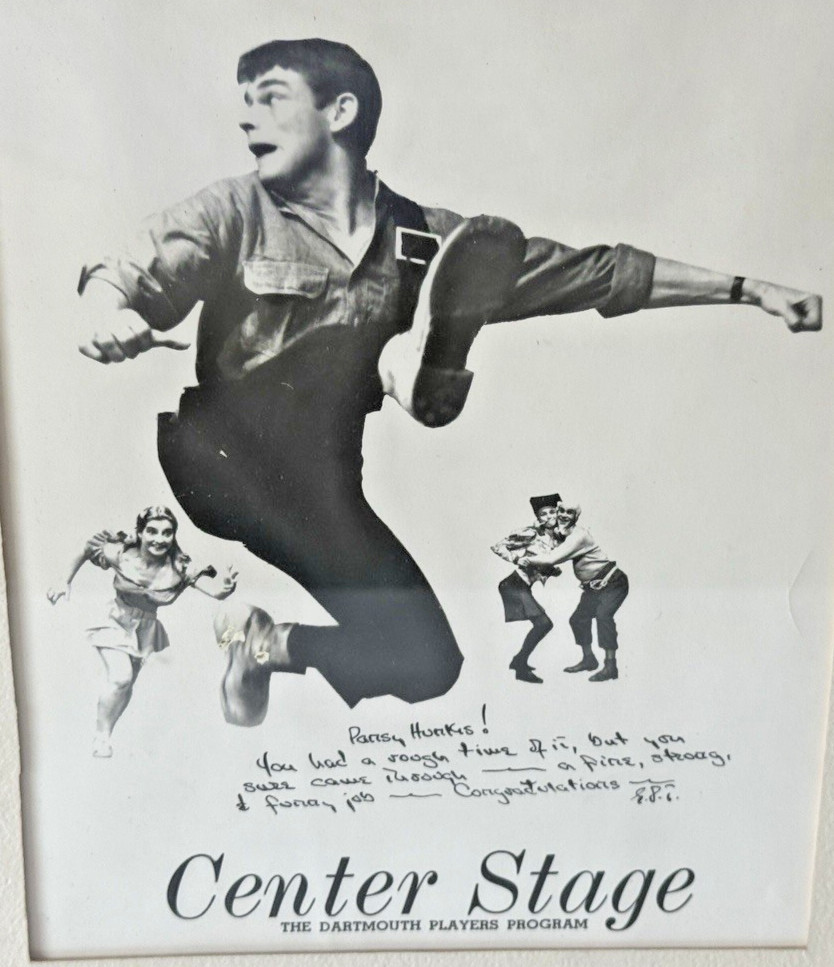 Pansy Hunkis!
You had a rough time of it, but you
sure came through — a fine, strong,
& funny job — Congratulations —
Center Stage
THE DARTMOUTH PLAYERS PROGRAM